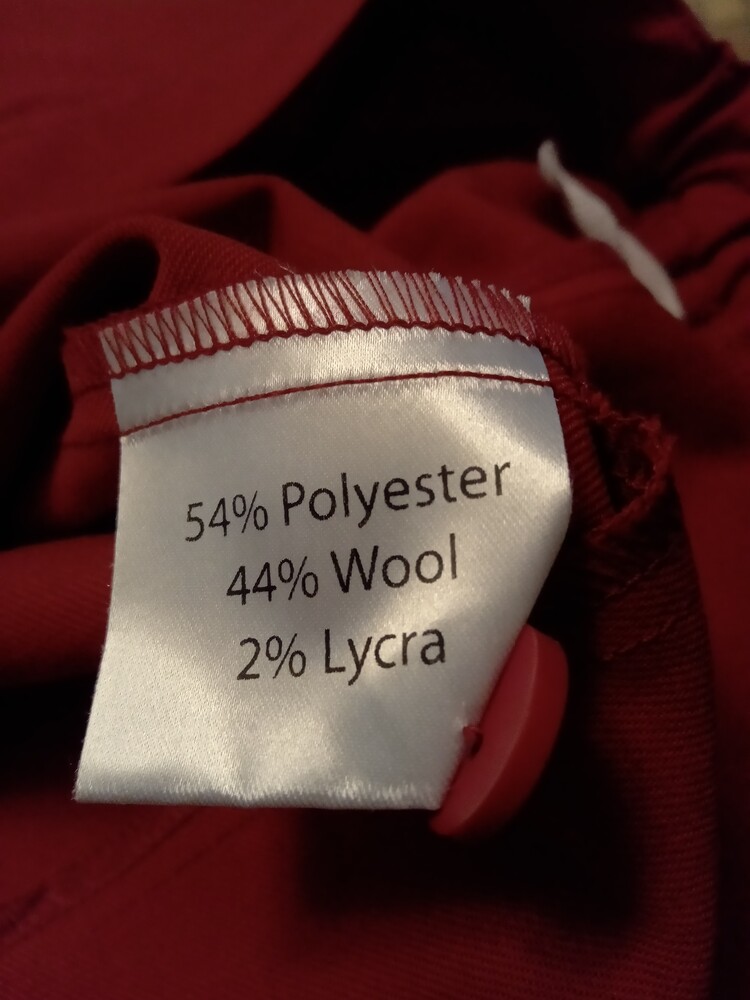 54% Polyester
44% Wool
2% Lycra